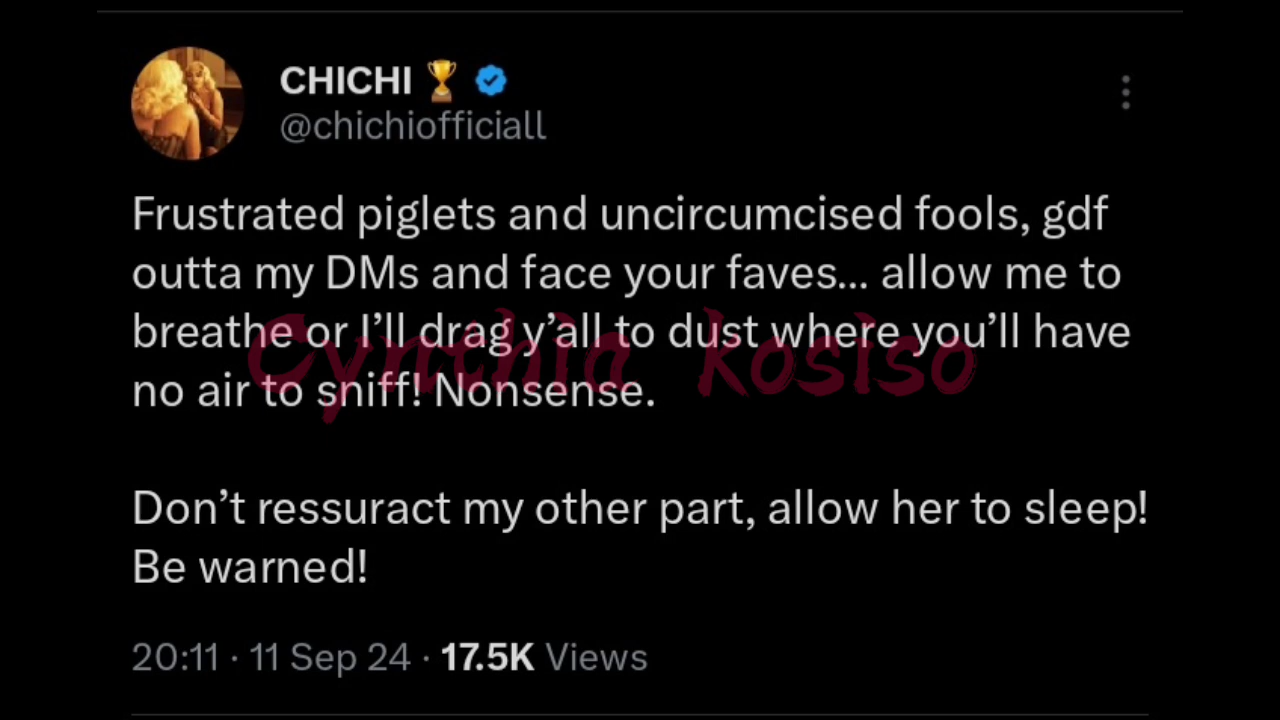 CHICHI 🏆
@chichiofficiall
Frustrated piglets and uncircumcised fools, gdf
outta my DMs and face your faves... allow me to
breathe or I’ll drag y’all to dust where you’ll have
no air to sniff! Nonsense.
Cynthia kosiso
Don’t ressuract my other part, allow her to sleep!
Be warned!
20:11 · 11 Sep 24 · 17.5K Views